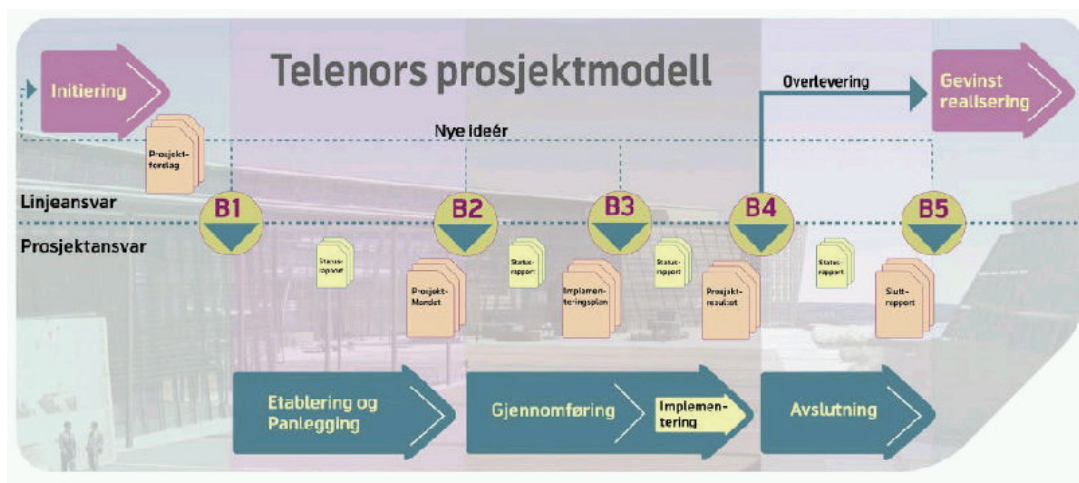 Telenors prosjektmodell
Initiering
Overlevering
Gevinst
realisering
Nye ideér
Prosjekt-
forslag
Linjeansvar
B1
B2
B3
B4
B5
Prosjektansvar
Status-
rapport
Status-
rapport
Status-
rapport
Status-
rapport
Prosjekt-
Mandat
Implemen-
teringsplan
Prosjekt-
resultat
Slutt-
rapport
Etablering og
Panlegging
Gjennomføring
Implemen-
tering
Avslutning